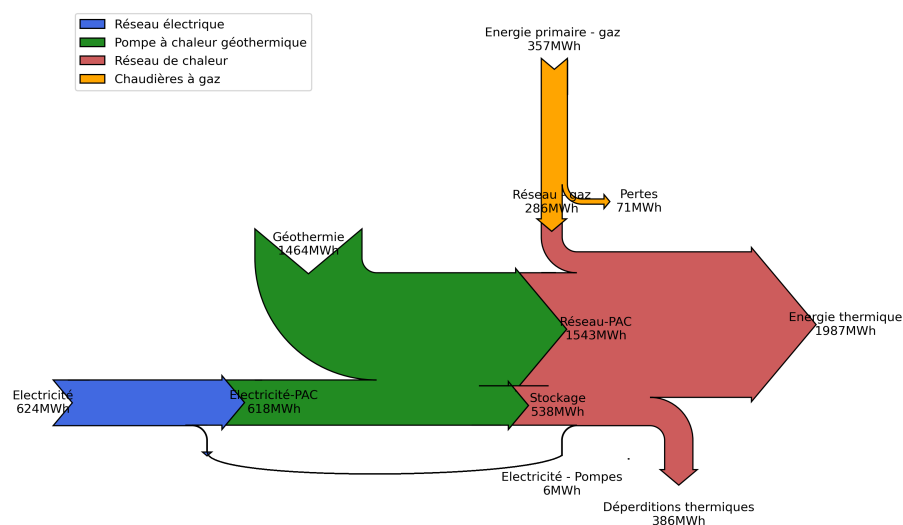 Réseau électrique
Pompe à chaleur géothermique
Réseau de chaleur
Chaudières à gaz
Energie primaire - gaz
357MWh
Réseau - gaz
286MWh
Pertes
71MWh
Géothermie
1464MWh
Réseau-PAC
1543MWh
Energie thermique
1987MWh
Electricité
624MWh
Electricité-PAC
618MWh
Stockage
538MWh
Electricité - Pompes
6MWh
Déperditions thermiques
386MWh